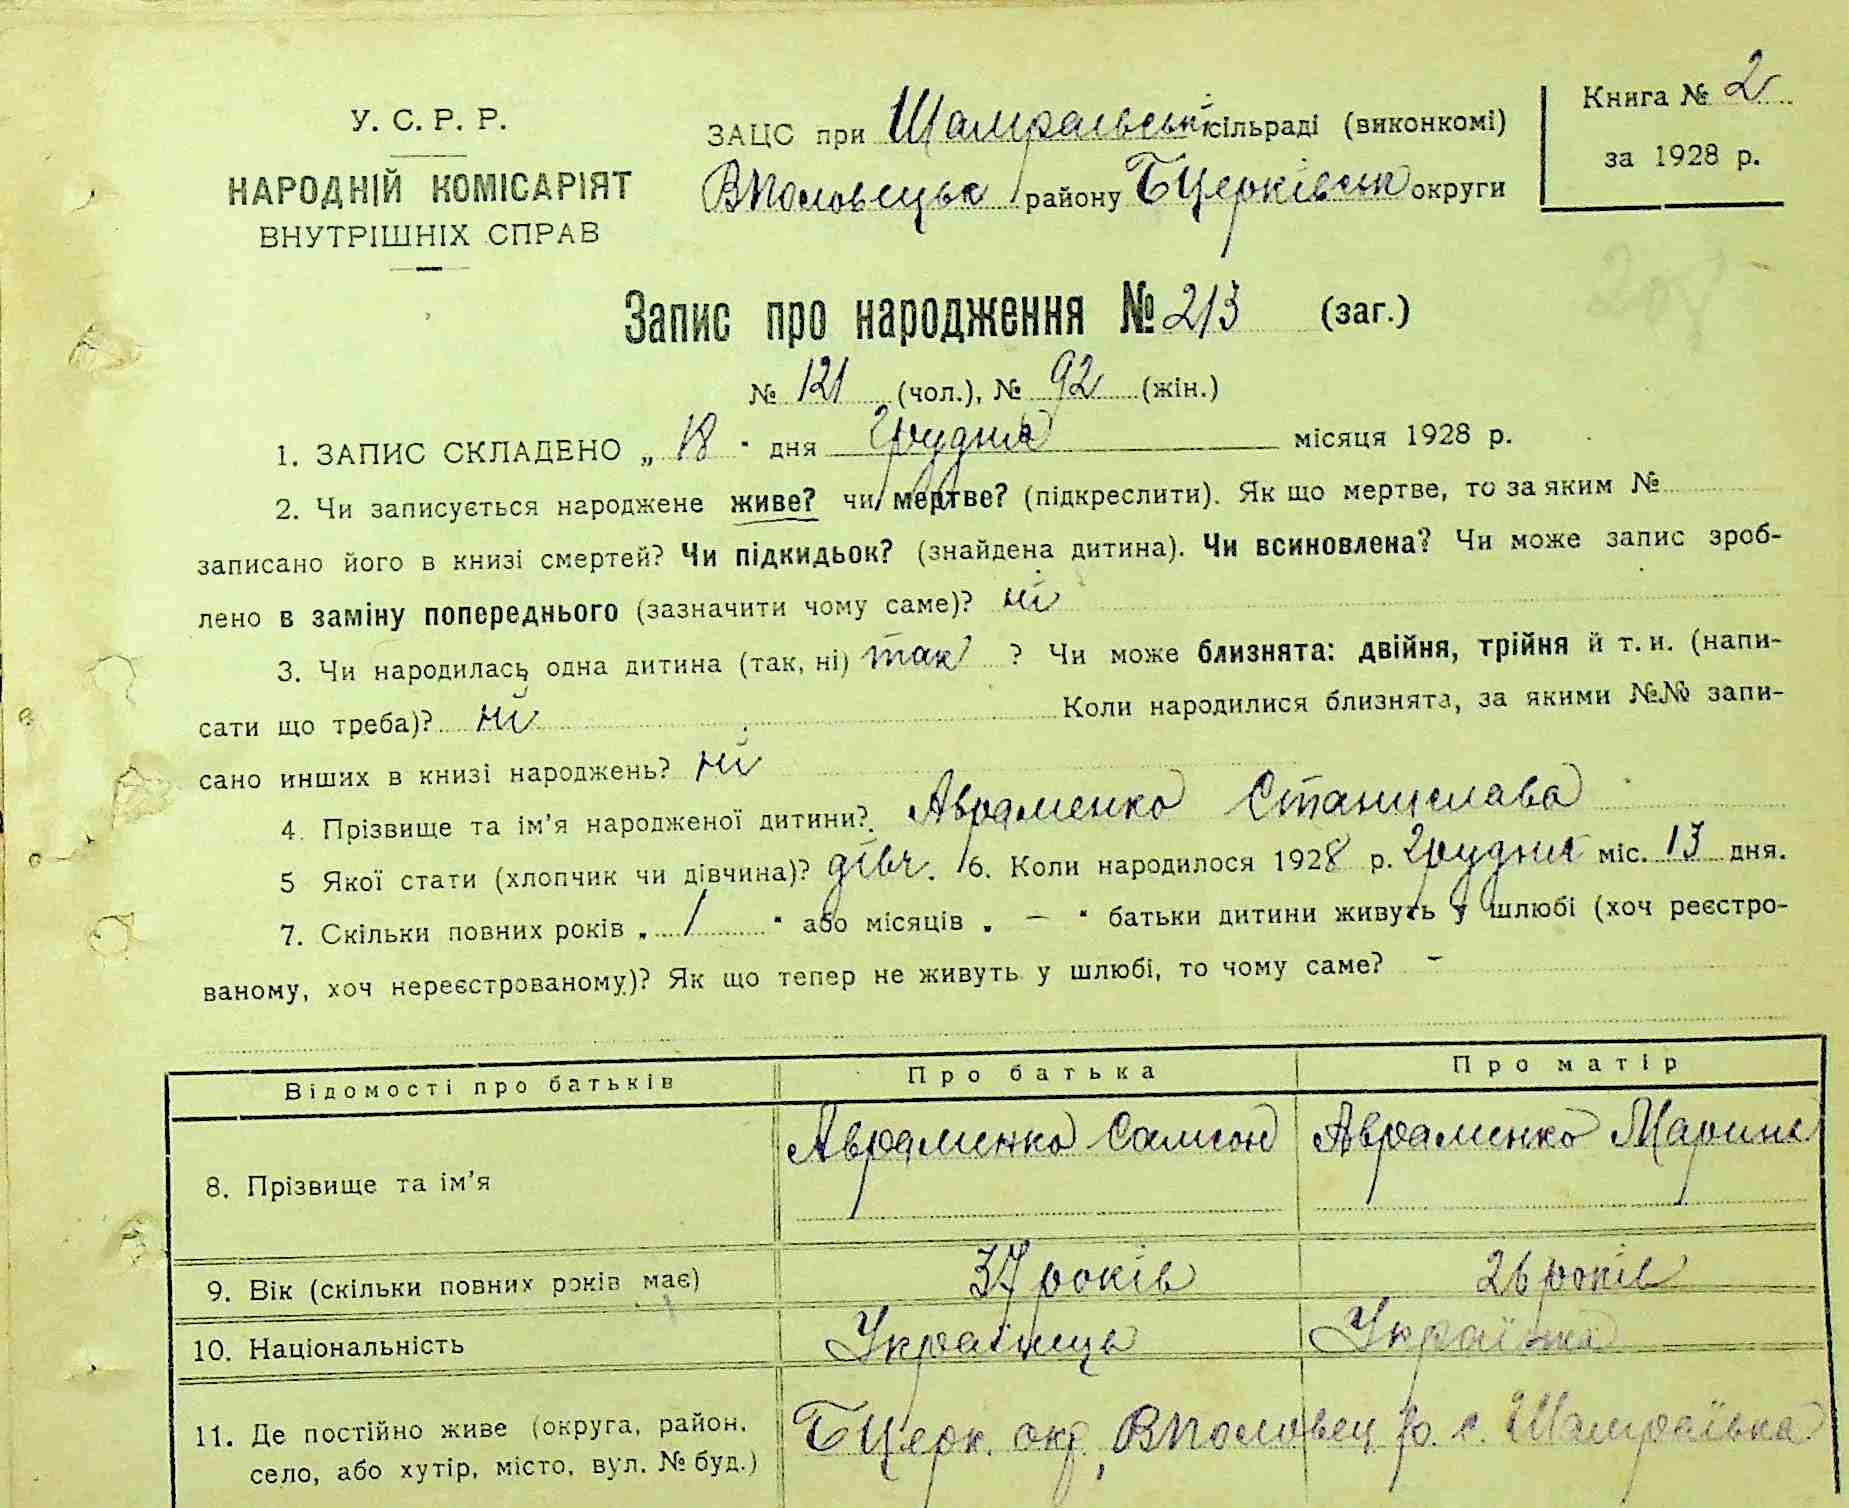 У. С. Р. Р.
НАРОДНІЙ КОМІСАРІЯТ
ВНУТРІШНІХ СПРАВ
ЗАЦС при Шамраївській сільраді (виконкомі)
ВПоловецьк району БЦерківськ округи
Книга № 2
за 1928 р.
Запис про народження № 213 (заг.)
№ 121 (чол.), № 92 (жін.)
1. ЗАПИС СКЛАДЕНО „ 18 " дня Грудня місяця 1928 р.
2. Чи записується народжене живе? чи мертве? (підкреслити). Як що мертве, то за яким №
записано його в книзі смертей? Чи підкидьок? (знайдена дитина). Чи всиновлена? Чи може запис зроб-
лено в заміну попереднього (зазначити чому саме)? ні
3. Чи народилась одна дитина (так, ні) так ? Чи може близнята: двійня, трійня й т. и. (напи-
сати що треба)? ні Коли народилися близнята, за якими №№ запи-
сано инших в книзі народжень? ні
4. Прізвище та ім'я народженої дитини? Авраменко Станислава
5 Якої стати (хлопчик чи дівчина)? дівч. 6. Коли народилося 1928 р. Грудня міс. 13 дня.
7. Скільки повних років „ 1 " або місяців „ — " батьки дитини живуть у шлюбі (хоч реєстро-
ваному, хоч нереєстрованому)? Як що тепер не живуть у шлюбі, то чому саме? –
Відомості про батьків Про батька Про матір
8. Прізвище та ім'я Авраменко Самсон Авраменко Марина
9. Вік (скільки повних років має) 37 років 26 років
10. Національність Українець Українка
11. Де постійно живе (округа, район,
село, або хутір, місто, вул. № буд.)
БЦерк. окр, ВПоловец р. с. Шамраївка